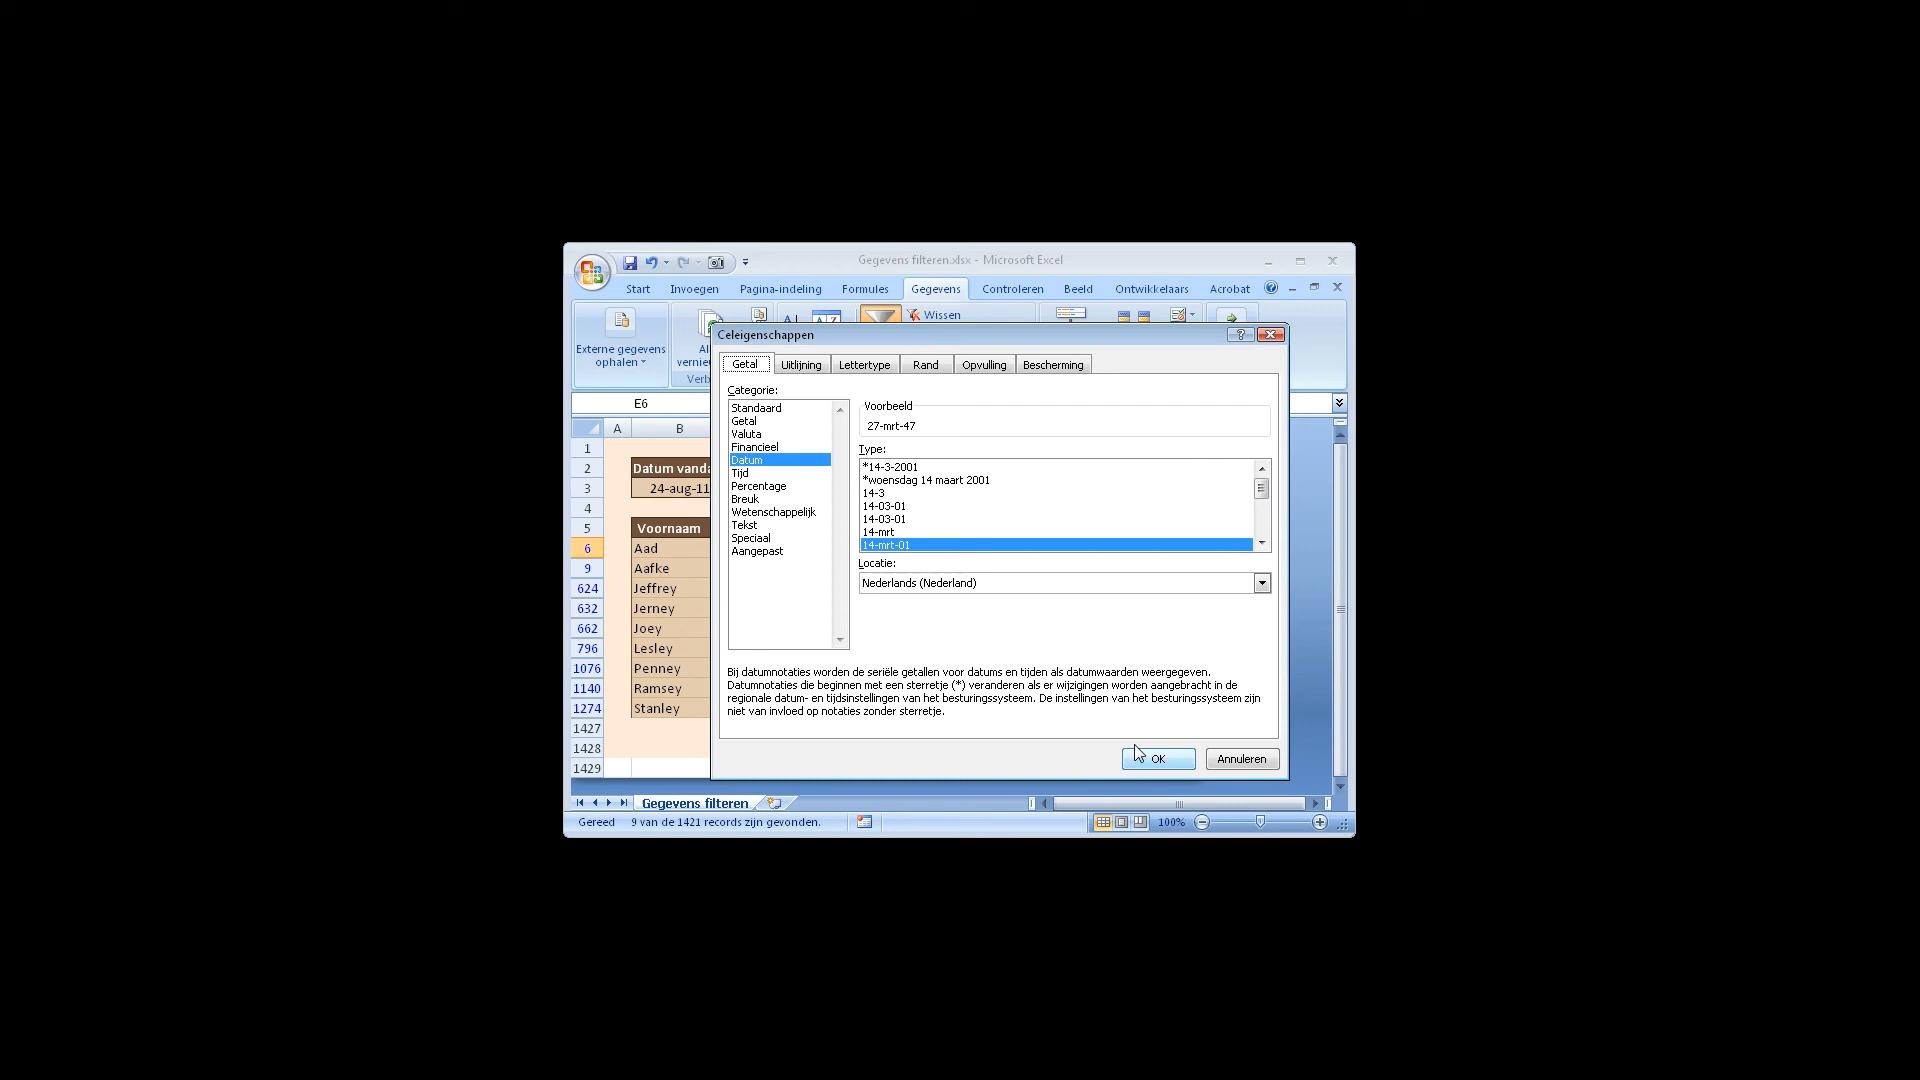 Gegevens filteren.xlsx - Microsoft Excel
Start Invoegen Pagina-indeling Formules Gegevens Controleren Beeld Ontwikkelaars Acrobat
Wissen
Externe gegevens
ophalen
Al
vernie
Verb
Celeigenschappen
Getal Uitlijning Lettertype Rand Opvulling Bescherming
Categorie:
Standaard
Getal
Valuta
Financieel
Datum
Tijd
Percentage
Breuk
Wetenschappelijk
Tekst
Speciaal
Aangepast
Voorbeeld
27-mrt-47
Type:
*14-3-2001
*woensdag 14 maart 2001
14-3
14-03-01
14-03-01
14-mrt
14-mrt-01
Locatie:
Nederlands (Nederland)
Bij datumnotaties worden de seriële getallen voor datums en tijden als datumwaarden weergegeven.
Datumnotaties die beginnen met een sterretje (*) veranderen als er wijzigingen worden aangebracht in de
regionale datum- en tijdsinstellingen van het besturingssysteem. De instellingen van het besturingssysteem zijn
niet van invloed op notaties zonder sterretje.
OK Annuleren
E6
A B
1
2 Datum vanda
3 24-aug-11
4
5 Voornaam
6 Aad
9 Aafke
624 Jeffrey
632 Jerney
662 Joey
796 Lesley
1076 Penney
1140 Ramsey
1274 Stanley
1427
1428
1429
Gegevens filteren
Gereed 9 van de 1421 records zijn gevonden. 100%